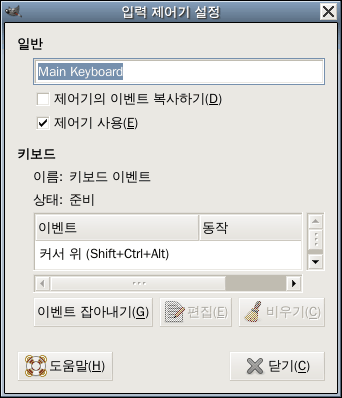 입력 제어기 설정
일반
Main Keyboard
제어기의 이벤트 복사하기(D)
제어기 사용(E)
키보드
이름: 키보드 이벤트
상태: 준비
이벤트 동작
커서 위 (Shift+Ctrl+Alt)
이벤트 잡아내기(G) 편집(E) 비우기(C)
도움말(H) 닫기(C)